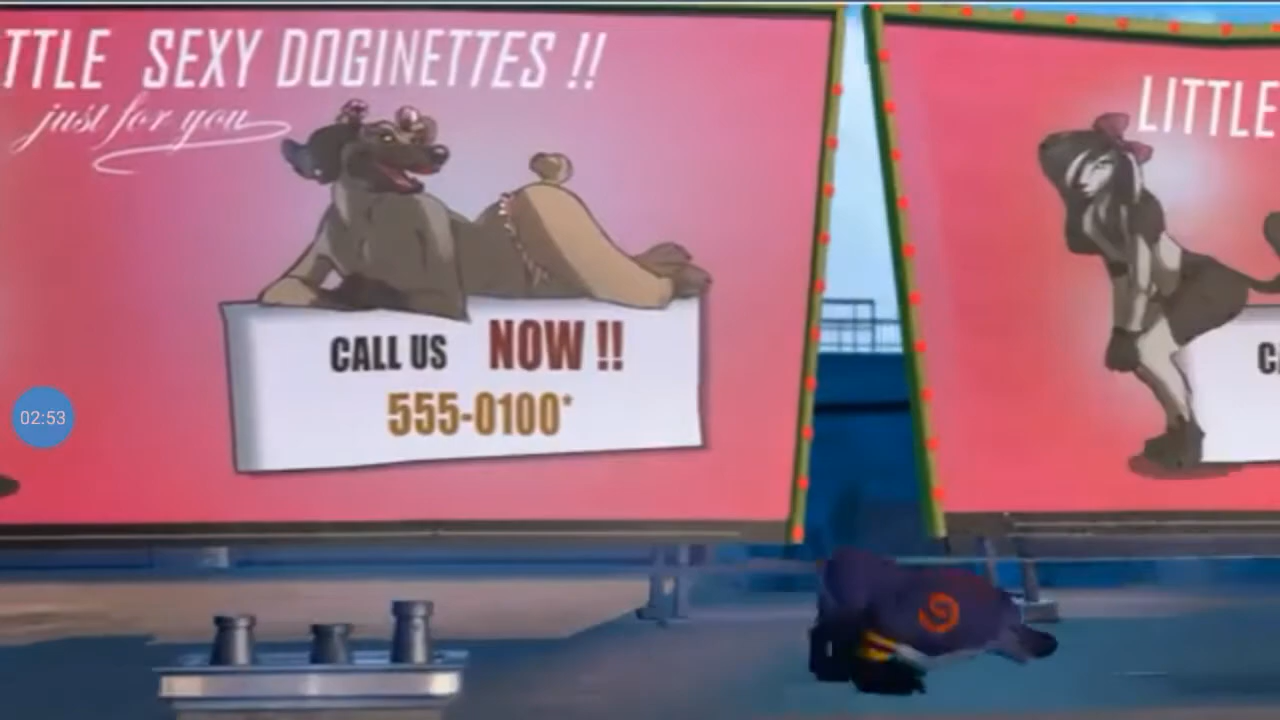 TTLE SEXY DOGINETTES !!
just for you
CALL US NOW !!
555-0100*
LITTLE
02:53